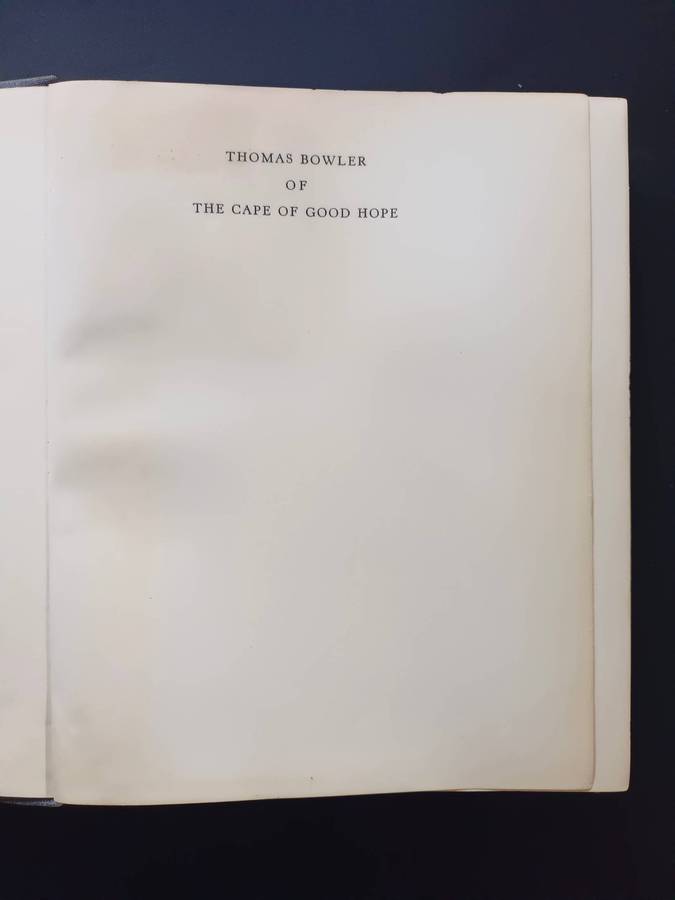 THOMAS BOWLER
OF
THE CAPE OF GOOD HOPE